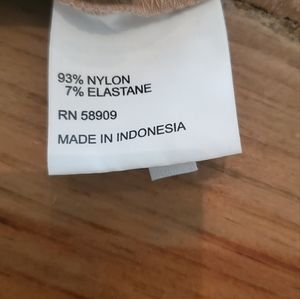 93% NYLON
7% ELASTANE
RN 58909
MADE IN INDONESIA